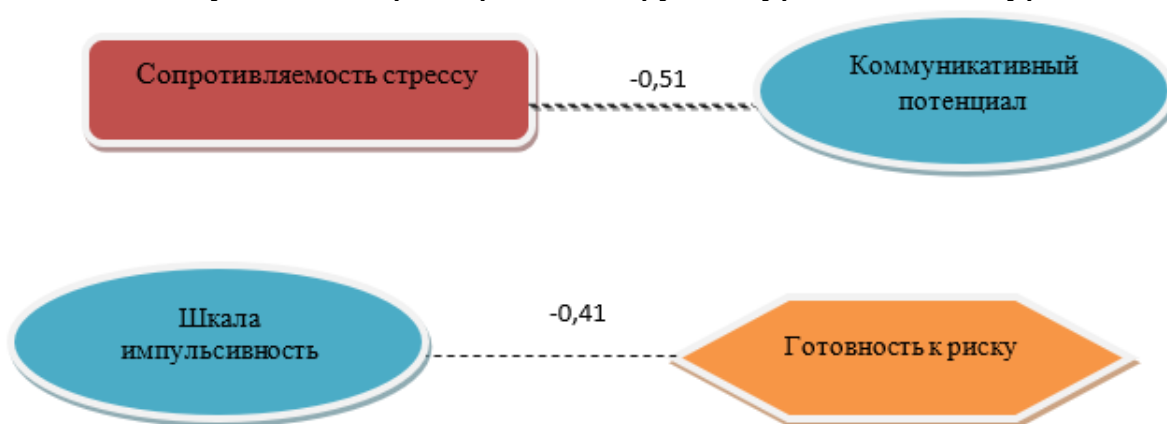 Сопротивляемость стрессу
-0,51
Коммуникативный
потенциал
Шкала
импульсивность
-0,41
Готовность к риску